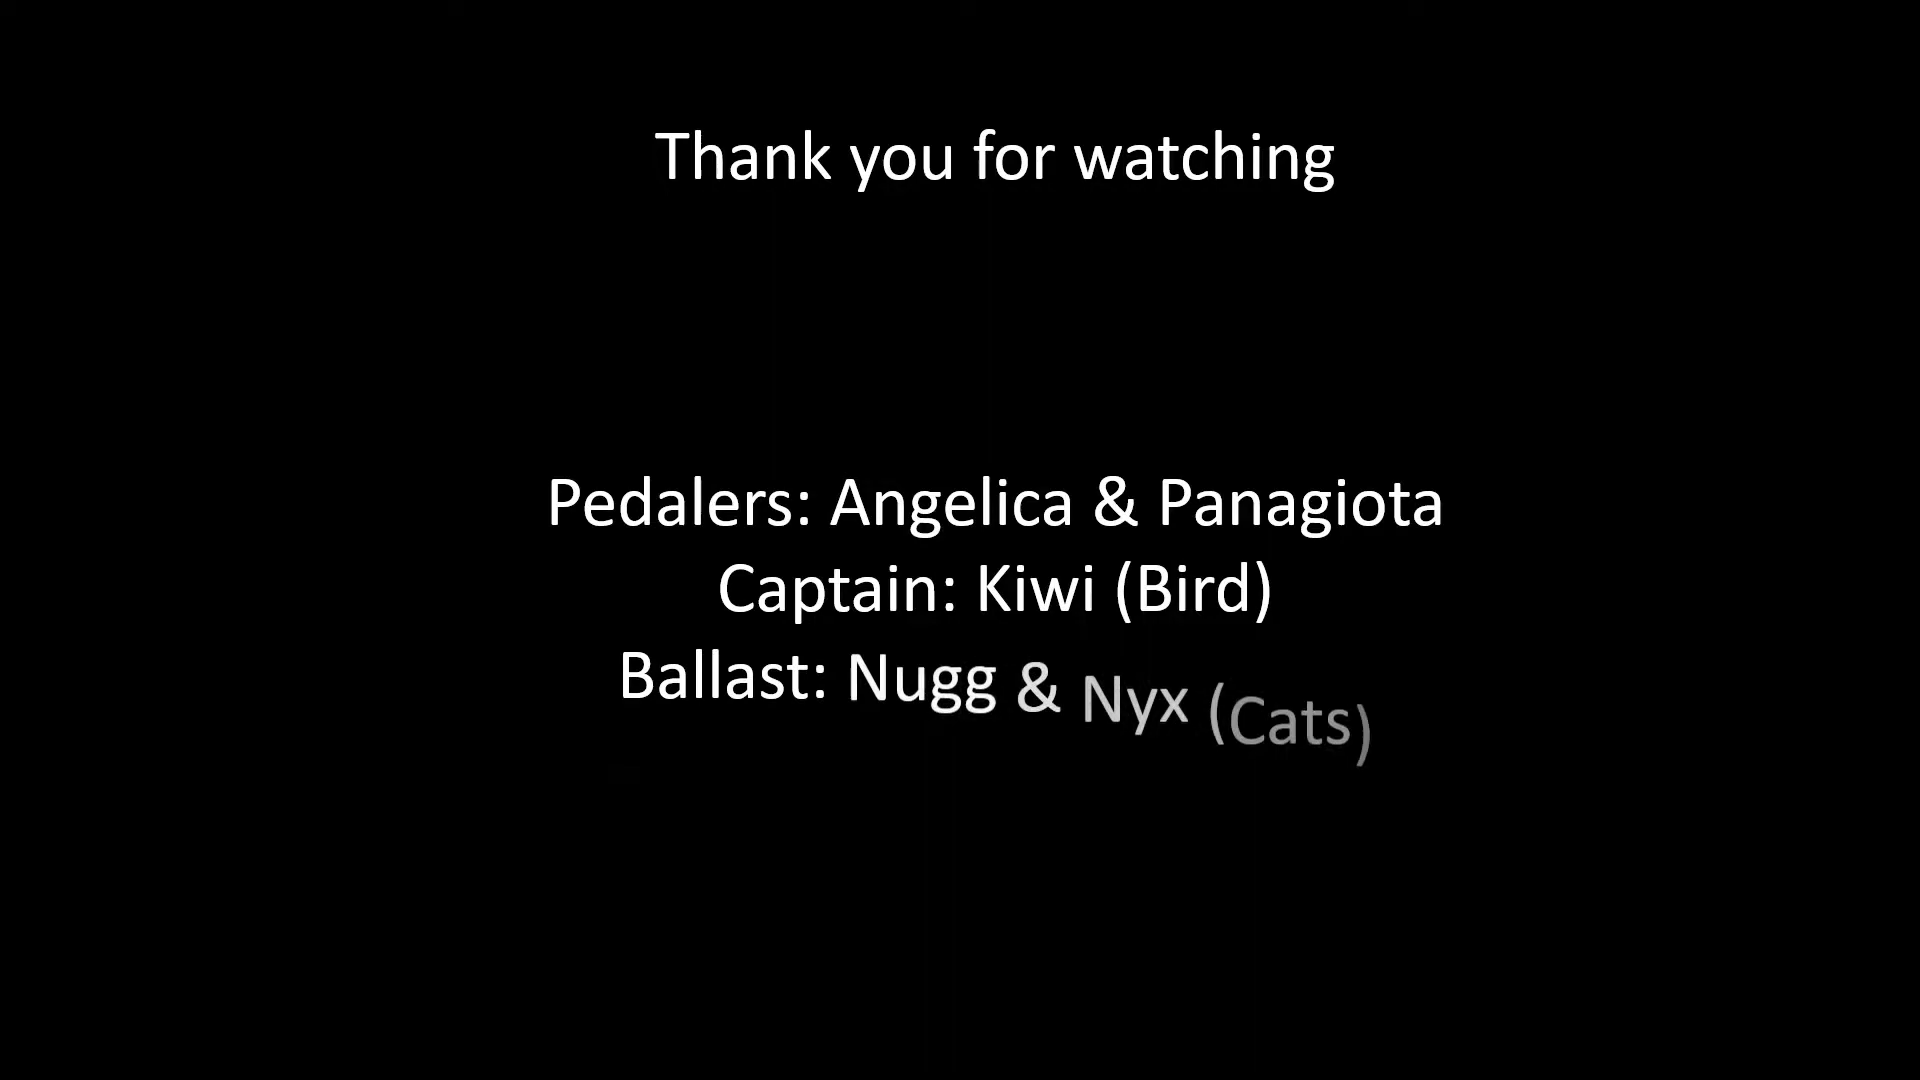 Thank you for watching
Pedalers: Angelica & Panagiota
Captain: Kiwi (Bird)
Ballast: Nugg & Nyx (Cats)